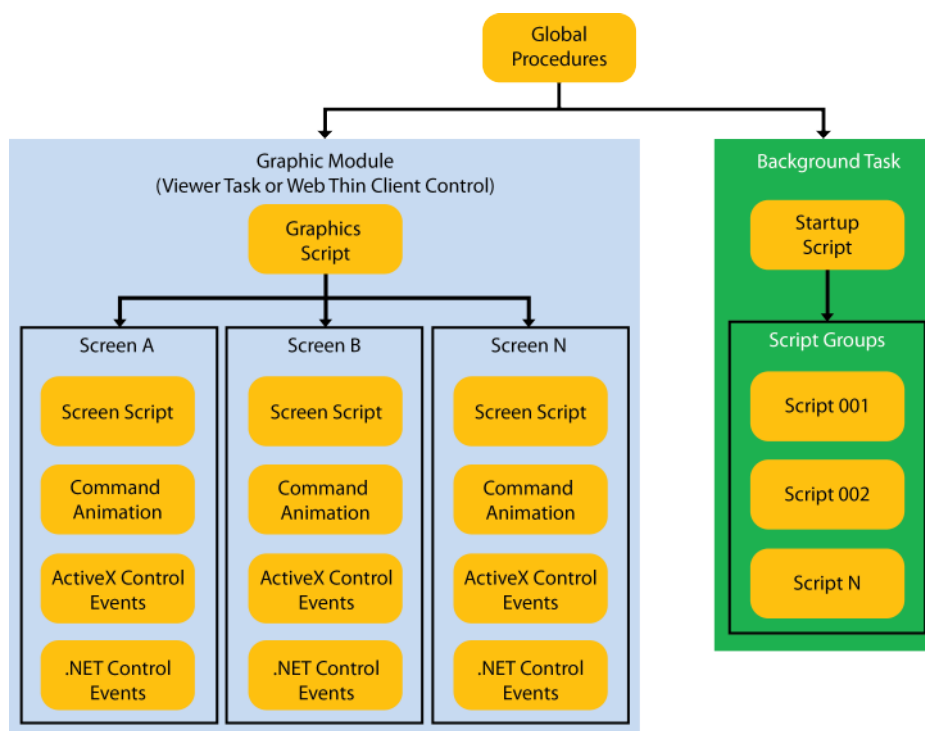 Global
Procedures
Graphic Module
(Viewer Task or Web Thin Client Control)
Graphics
Script
Screen A
Screen Script
Command
Animation
ActiveX Control
Events
.NET Control
Events
Screen B
Screen Script
Command
Animation
ActiveX Control
Events
.NET Control
Events
Screen N
Screen Script
Command
Animation
ActiveX Control
Events
.NET Control
Events
Background Task
Startup
Script
Script Groups
Script 001
Script 002
Script N